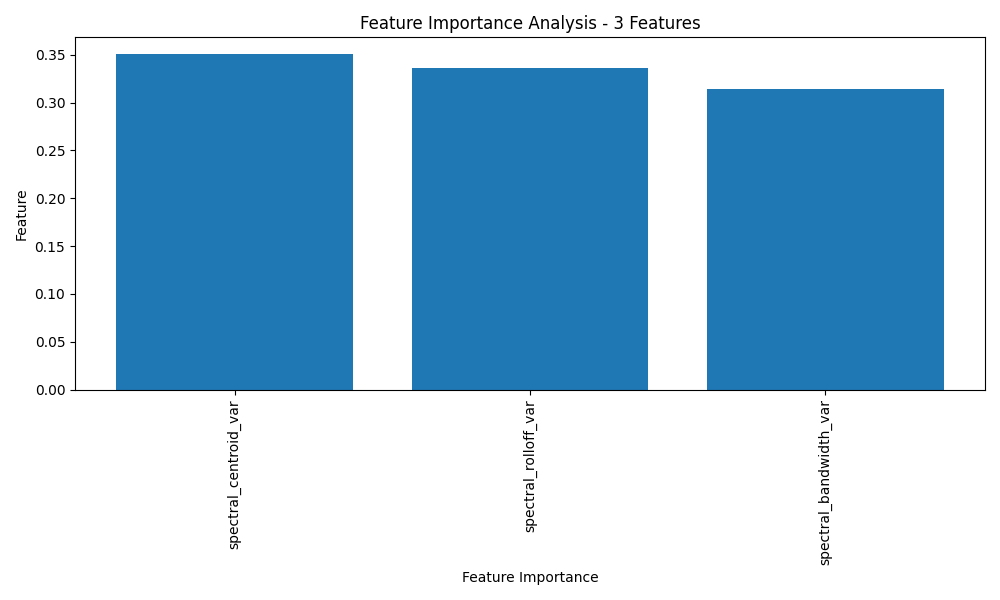 Feature Importance Analysis - 3 Features
0.35
0.30
0.25
0.20
0.15
0.10
0.05
0.00
Feature
spectral_centroid_var
spectral_rolloff_var
spectral_bandwidth_var
Feature Importance